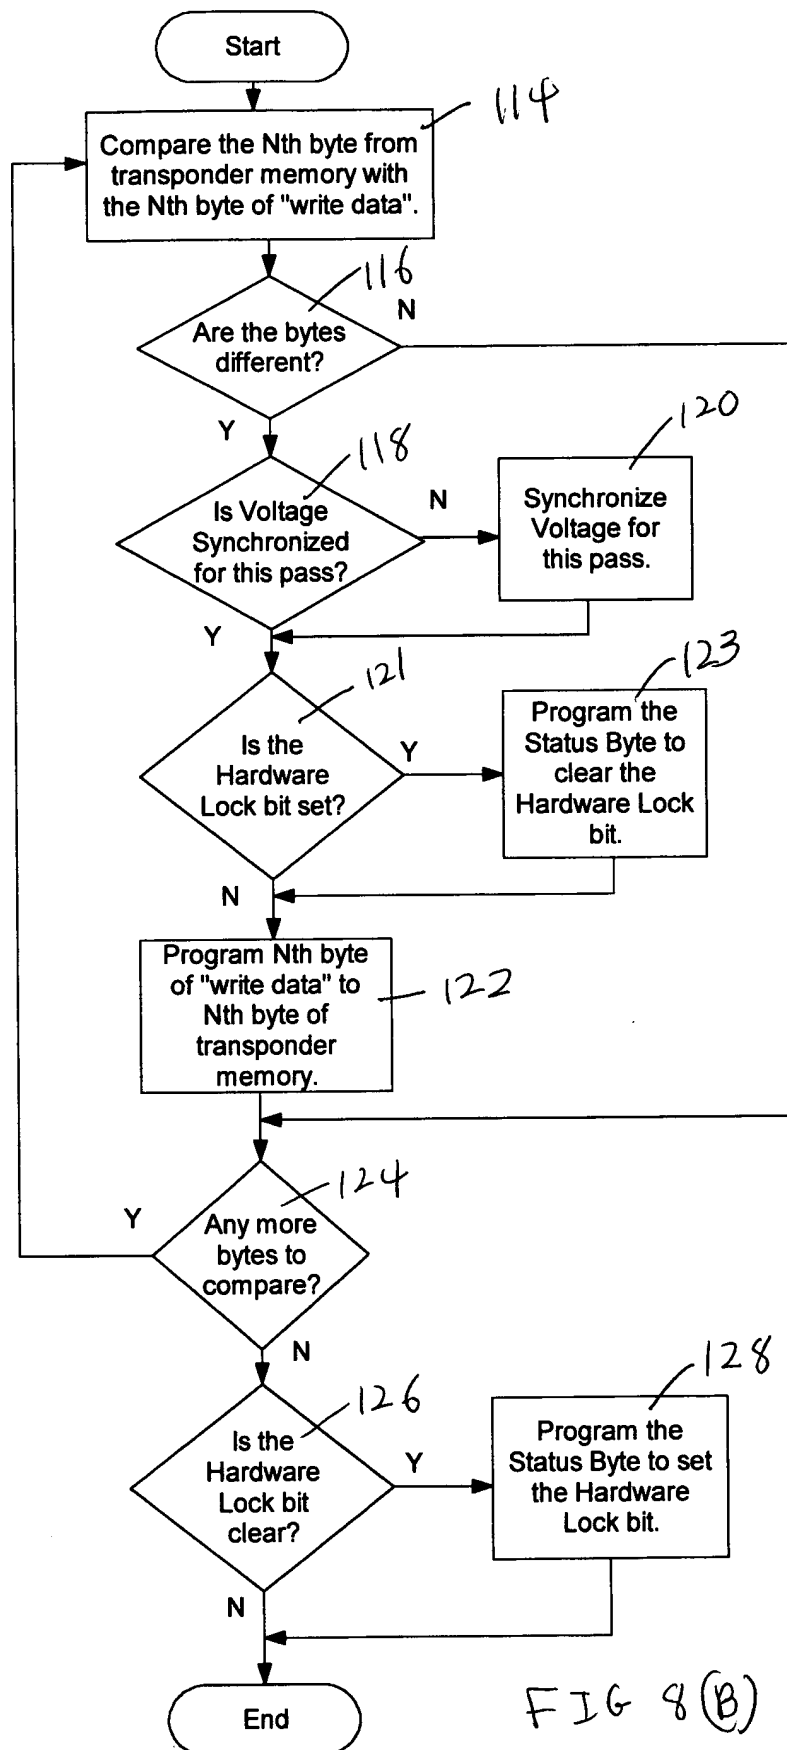 Start
114
Compare the Nth byte from
transponder memory with
the Nth byte of "write data".
116
N
Are the bytes
different?
Y
118
120
Is Voltage
Synchronized
for this pass?
N
Synchronize
Voltage for
this pass.
Y
121
123
Is the
Hardware
Lock bit set?
Y
Program the
Status Byte to
clear the
Hardware Lock
bit.
N
Program Nth byte
of "write data" to
Nth byte of
transponder
memory.
122
124
Y
Any more
bytes to
compare?
N
126
128
Is the
Hardware
Lock bit
clear?
Y
Program the
Status Byte to set
the Hardware
Lock bit.
N
End
FIG 8(B)